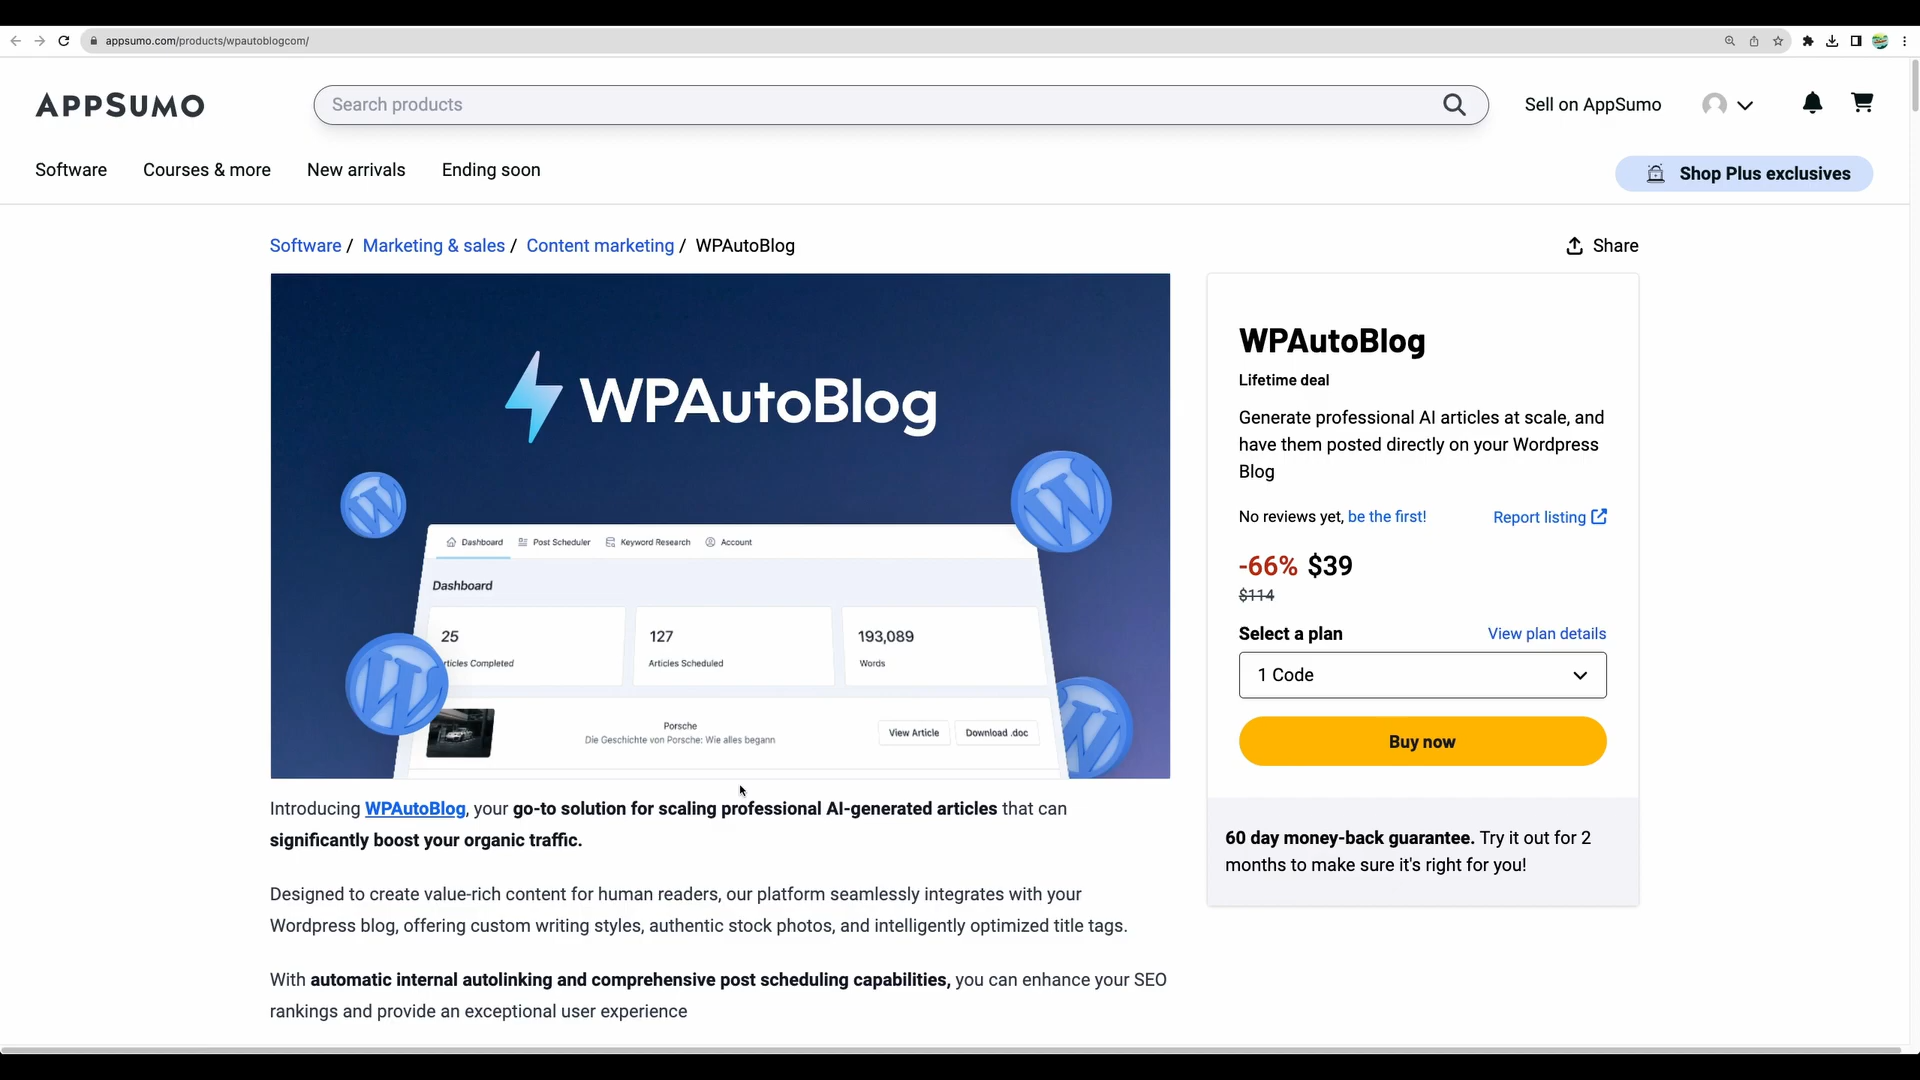 appsumo.com/products/wpautoblogcom/
APPSUMO
Search products
Sell on AppSumo
Software
Courses & more
New arrivals
Ending soon
Shop Plus exclusives
Software / Marketing & sales / Content marketing / WPAutoBlog
Share
WPAutoBlog
Dashboard
Post Scheduler
Keyword Research
Account
Dashboard
25
127
193,089
rticles Completed
Articles Scheduled
Words
Porsche
Die Geschichte von Porsche: Wie alles begann
View Article
Download .doc
Introducing WPAutoBlog, your go-to solution for scaling professional AI-generated articles that can
significantly boost your organic traffic.
Designed to create value-rich content for human readers, our platform seamlessly integrates with your
Wordpress blog, offering custom writing styles, authentic stock photos, and intelligently optimized title tags.
With automatic internal autolinking and comprehensive post scheduling capabilities, you can enhance your SEO
rankings and provide an exceptional user experience
WPAutoBlog
Lifetime deal
Generate professional AI articles at scale, and
have them posted directly on your Wordpress
Blog
No reviews yet, be the first!
Report listing
-66% $39
$114
Select a plan
View plan details
1 Code
Buy now
60 day money-back guarantee. Try it out for 2
months to make sure it's right for you!